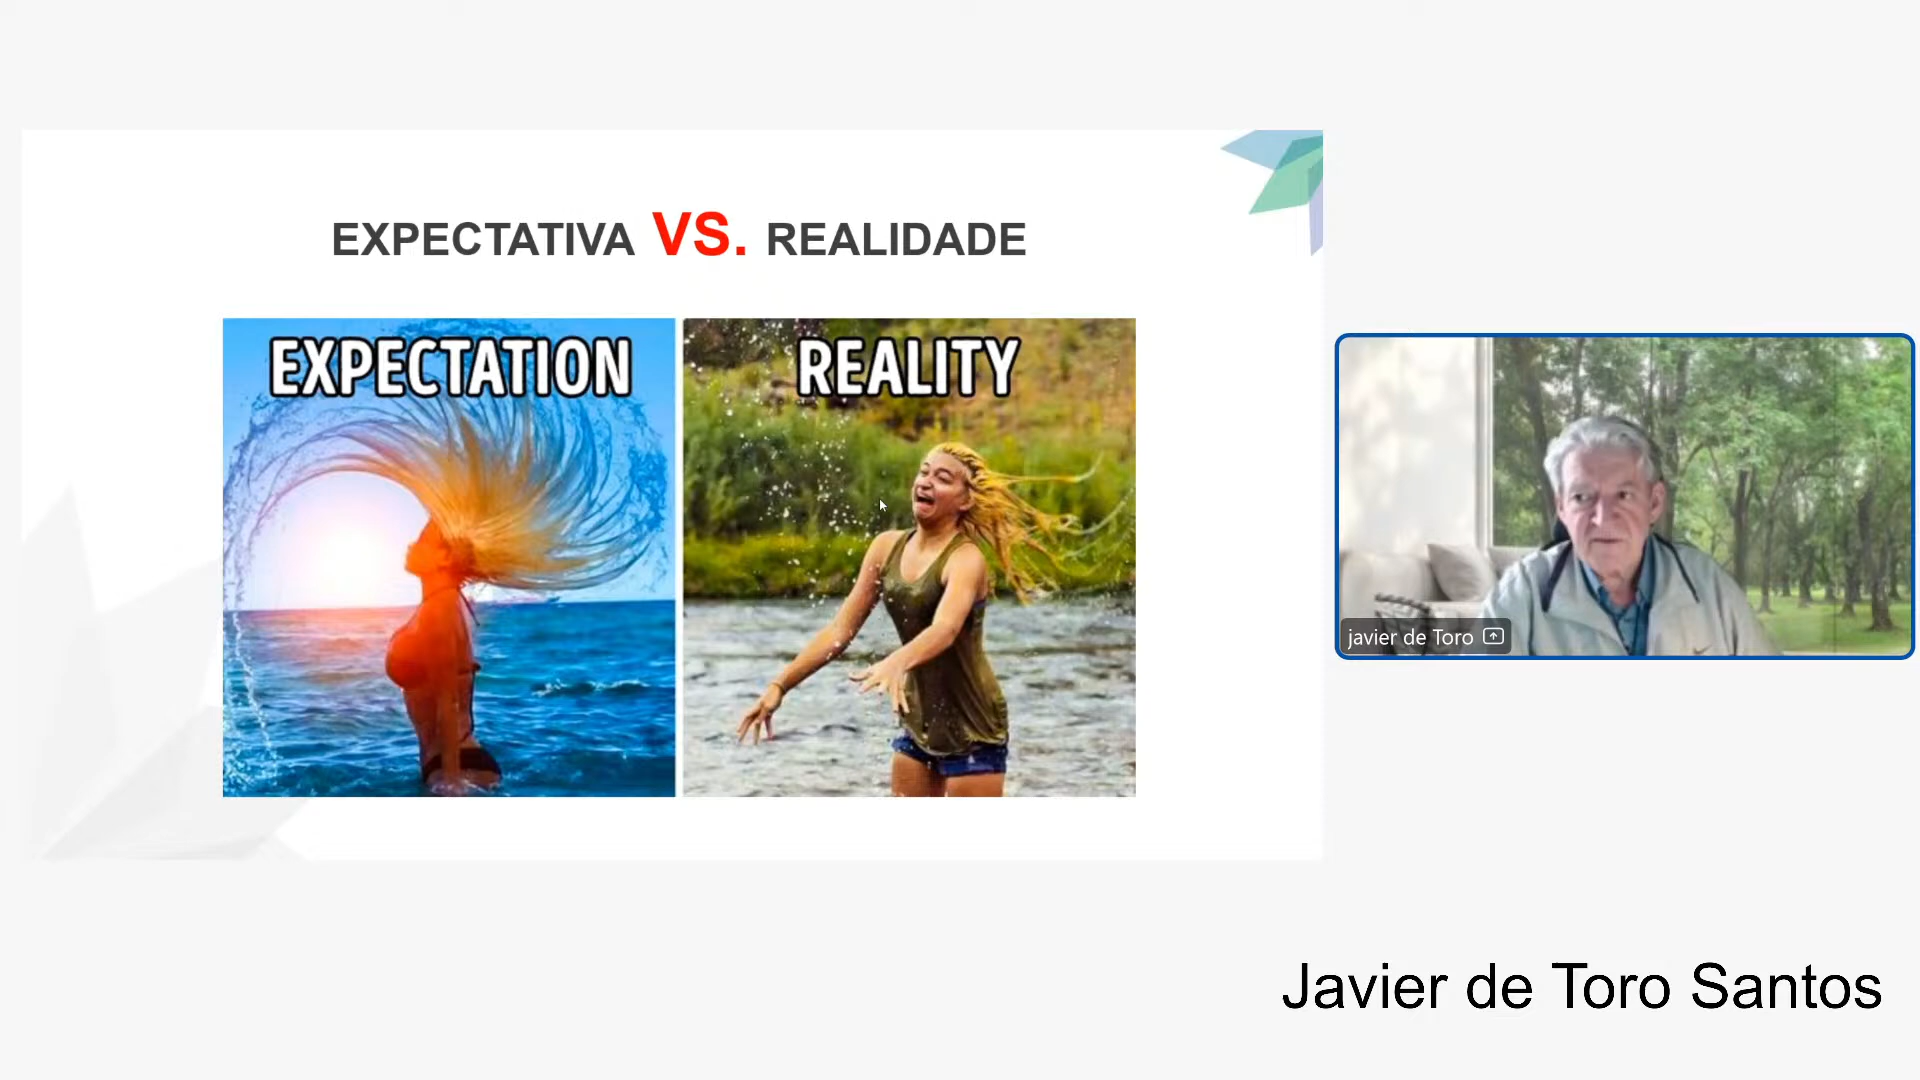 EXPECTATIVA VS. REALIDADE
EXPECTATION
REALITY
javier de Toro
Javier de Toro Santos